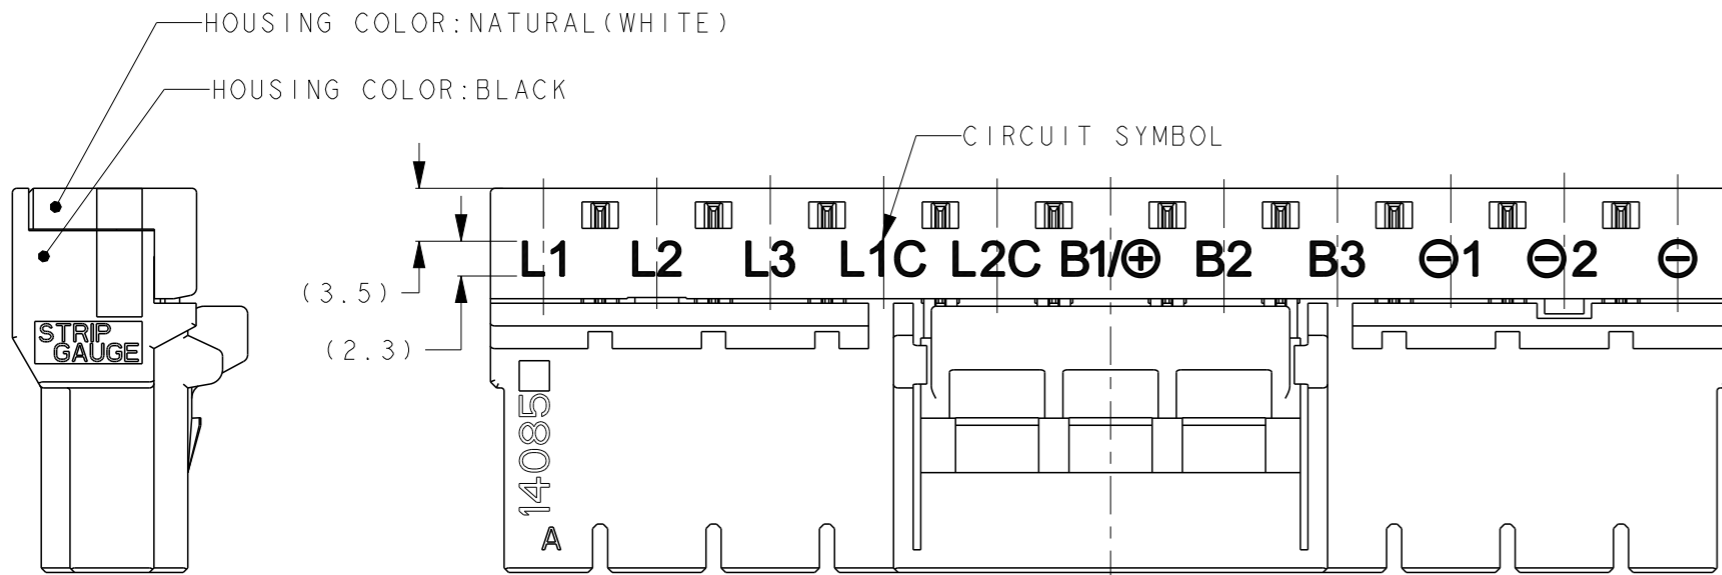 HOUSING COLOR:NATURAL(WHITE)
HOUSING COLOR:BLACK
CIRCUIT SYMBOL
L1 L2 L3 L1C L2C B1/⊕ B2 B3 ⊖1 ⊖2 ⊖
(3.5)
(2.3)
STRIP
GAUGE
14085□
A